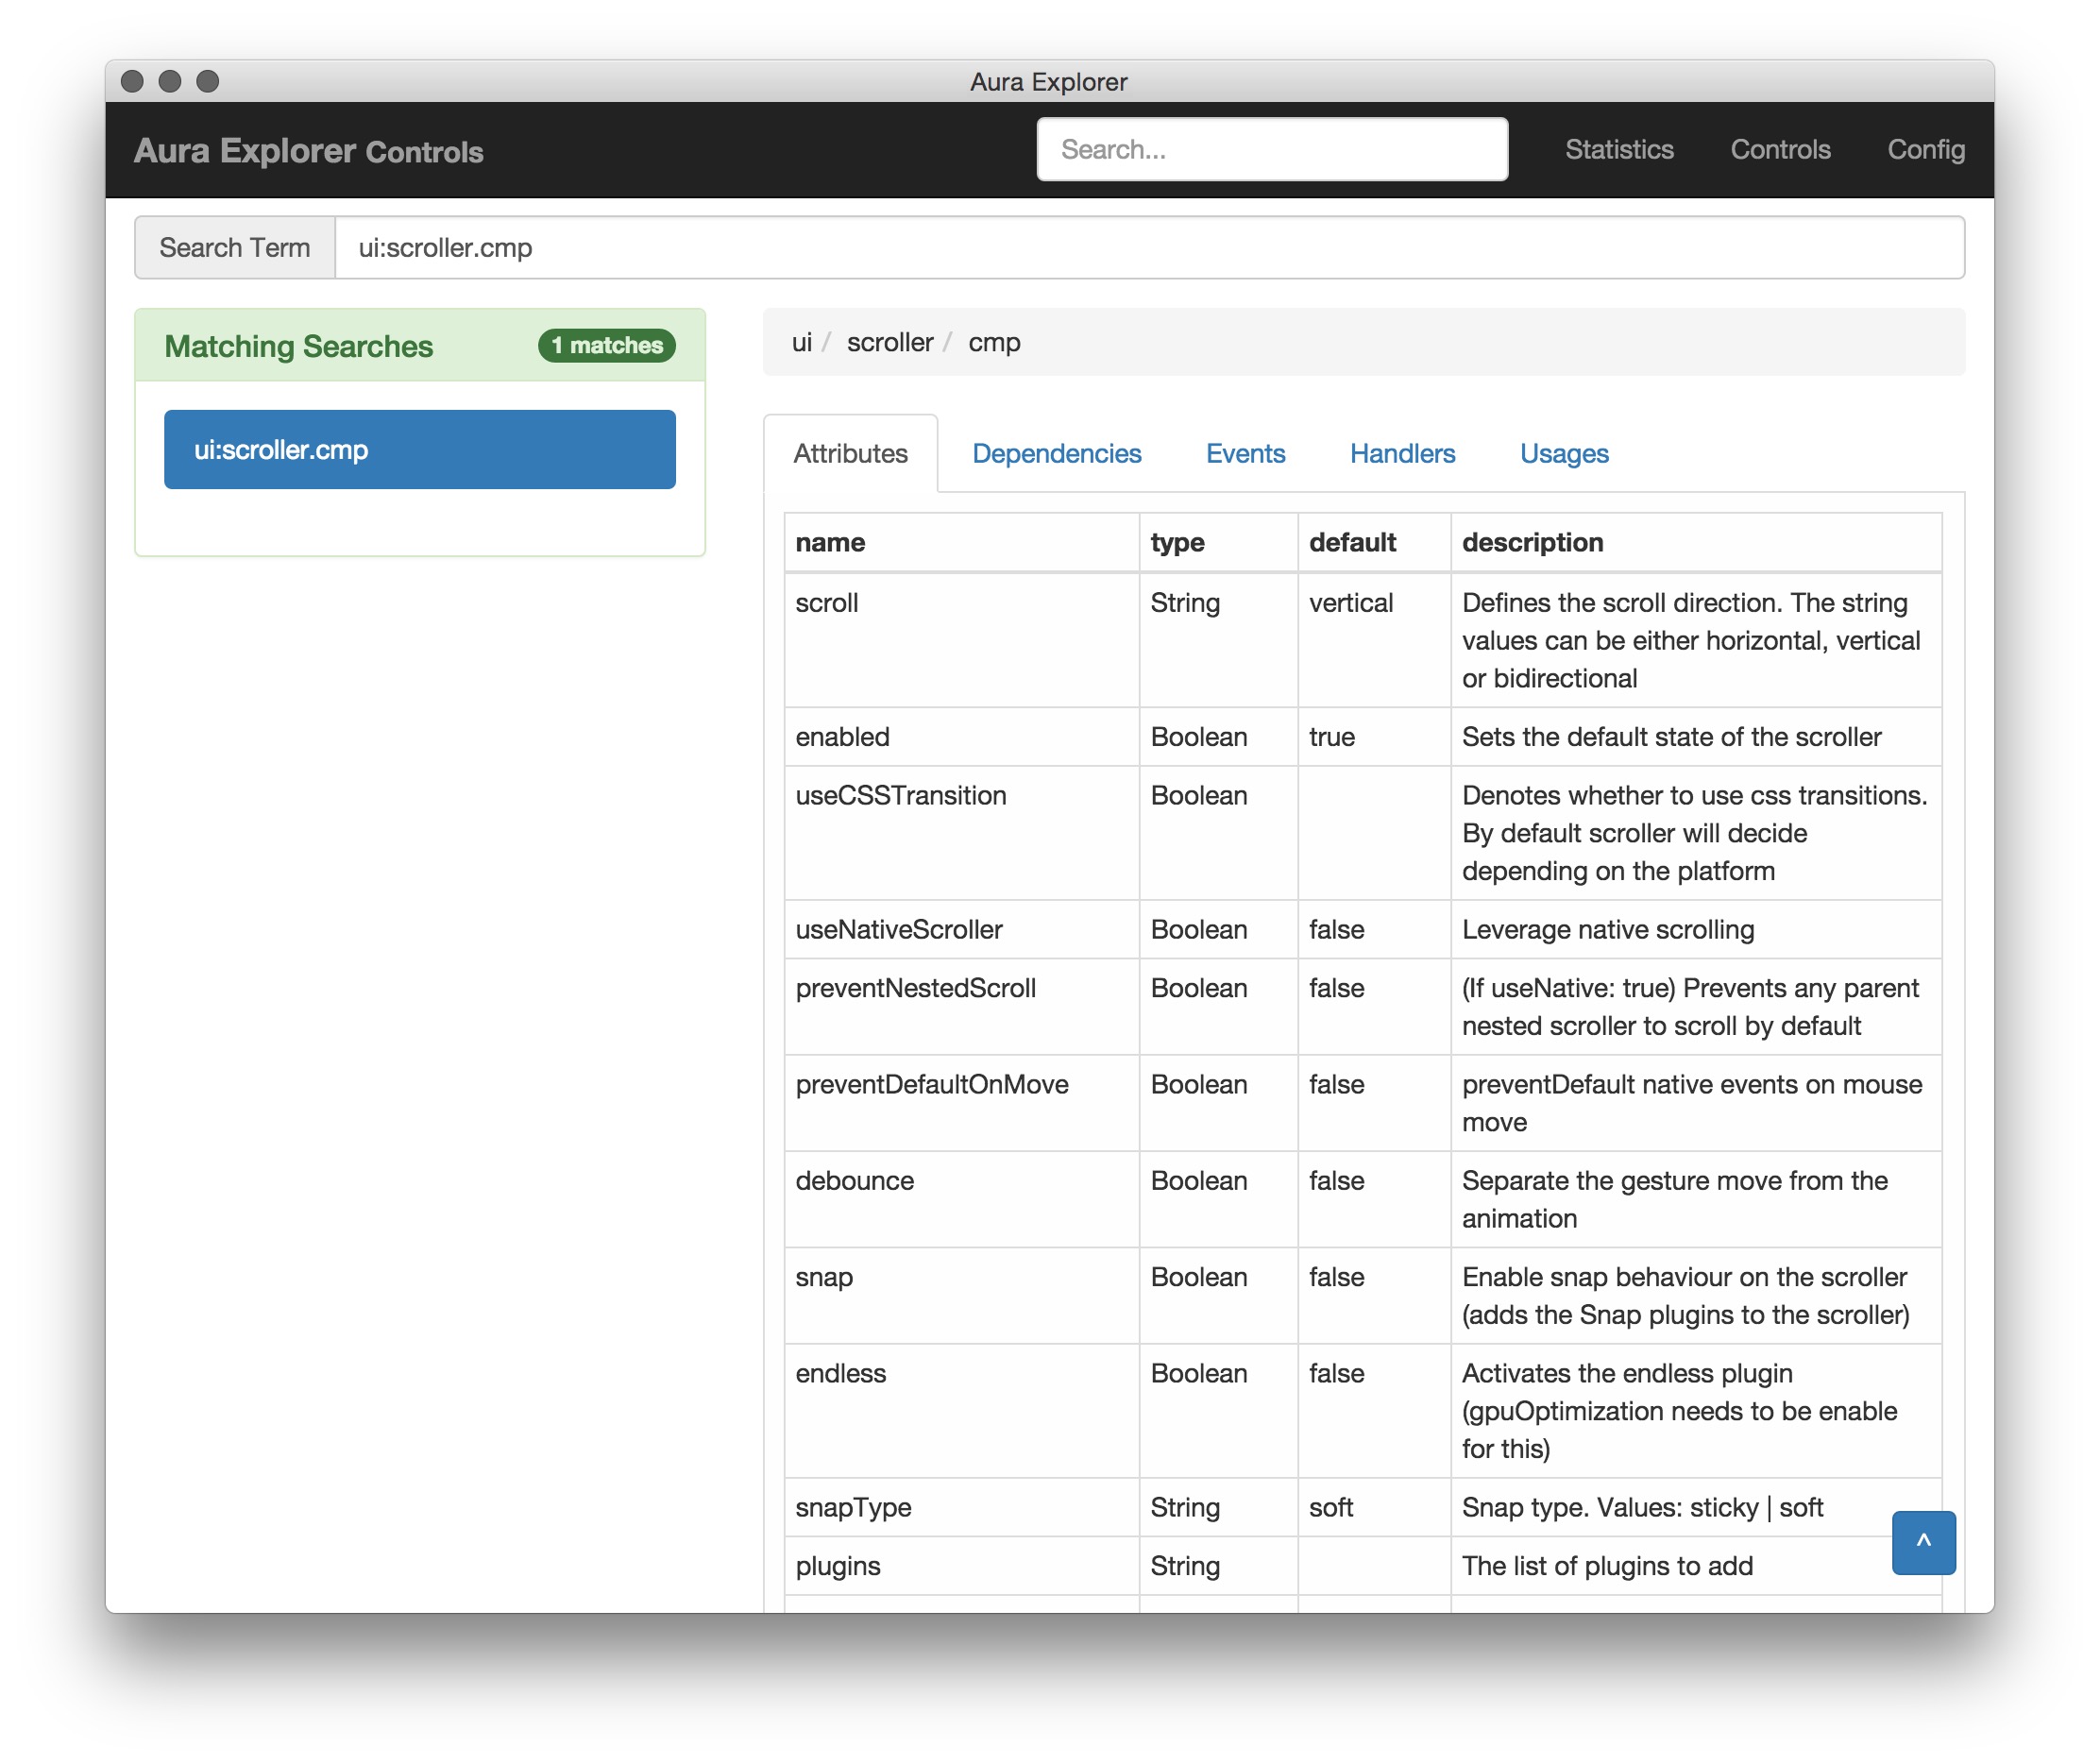 Aura Explorer
Aura Explorer Controls
Search...
Statistics
Controls
Config
Search Term
ui:scroller.cmp
Matching Searches
1 matches
ui:scroller.cmp
ui / scroller / cmp
Attributes
Dependencies
Events
Handlers
Usages
name type default description
scroll String vertical Defines the scroll direction. The string
values can be either horizontal, vertical
or bidirectional
enabled Boolean true Sets the default state of the scroller
useCSSTransition Boolean Denotes whether to use css transitions.
By default scroller will decide
depending on the platform
useNativeScroller Boolean false Leverage native scrolling
preventNestedScroll Boolean false (If useNative: true) Prevents any parent
nested scroller to scroll by default
preventDefaultOnMove Boolean false preventDefault native events on mouse
move
debounce Boolean false Separate the gesture move from the
animation
snap Boolean false Enable snap behaviour on the scroller
(adds the Snap plugins to the scroller)
endless Boolean false Activates the endless plugin
(gpuOptimization needs to be enable
for this)
snapType String soft Snap type. Values: sticky | soft
^
plugins String The list of plugins to add